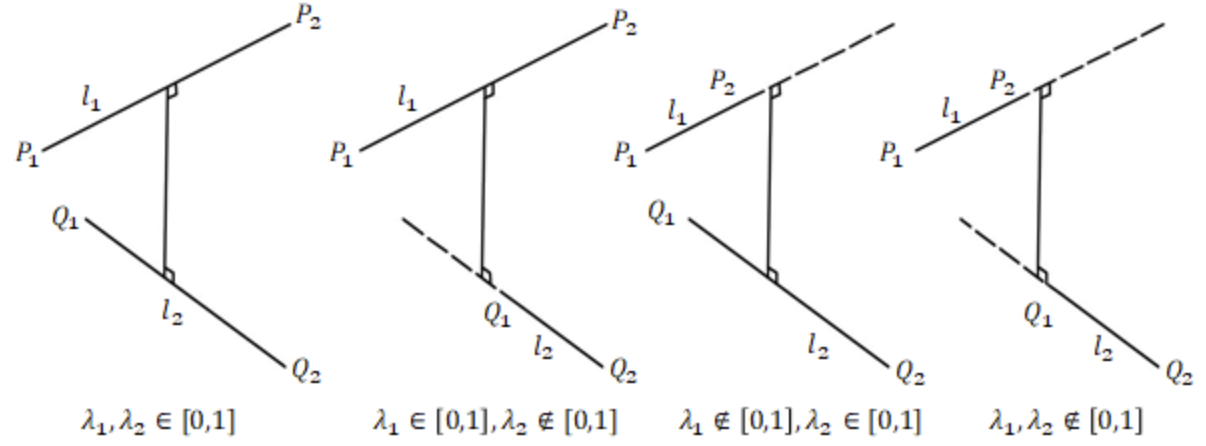 P₂
l₁
P₁
Q₁
l₂
Q₂
λ₁, λ₂ ∈ [0,1]
P₂
l₁
P₁
Q₁
l₂
Q₂
λ₁ ∈ [0,1], λ₂ ∉ [0,1]
P₂
l₁
P₁
Q₁
l₂
Q₂
λ₁ ∉ [0,1], λ₂ ∈ [0,1]
P₂
l₁
P₁
Q₁
l₂
Q₂
λ₁, λ₂ ∉ [0,1]